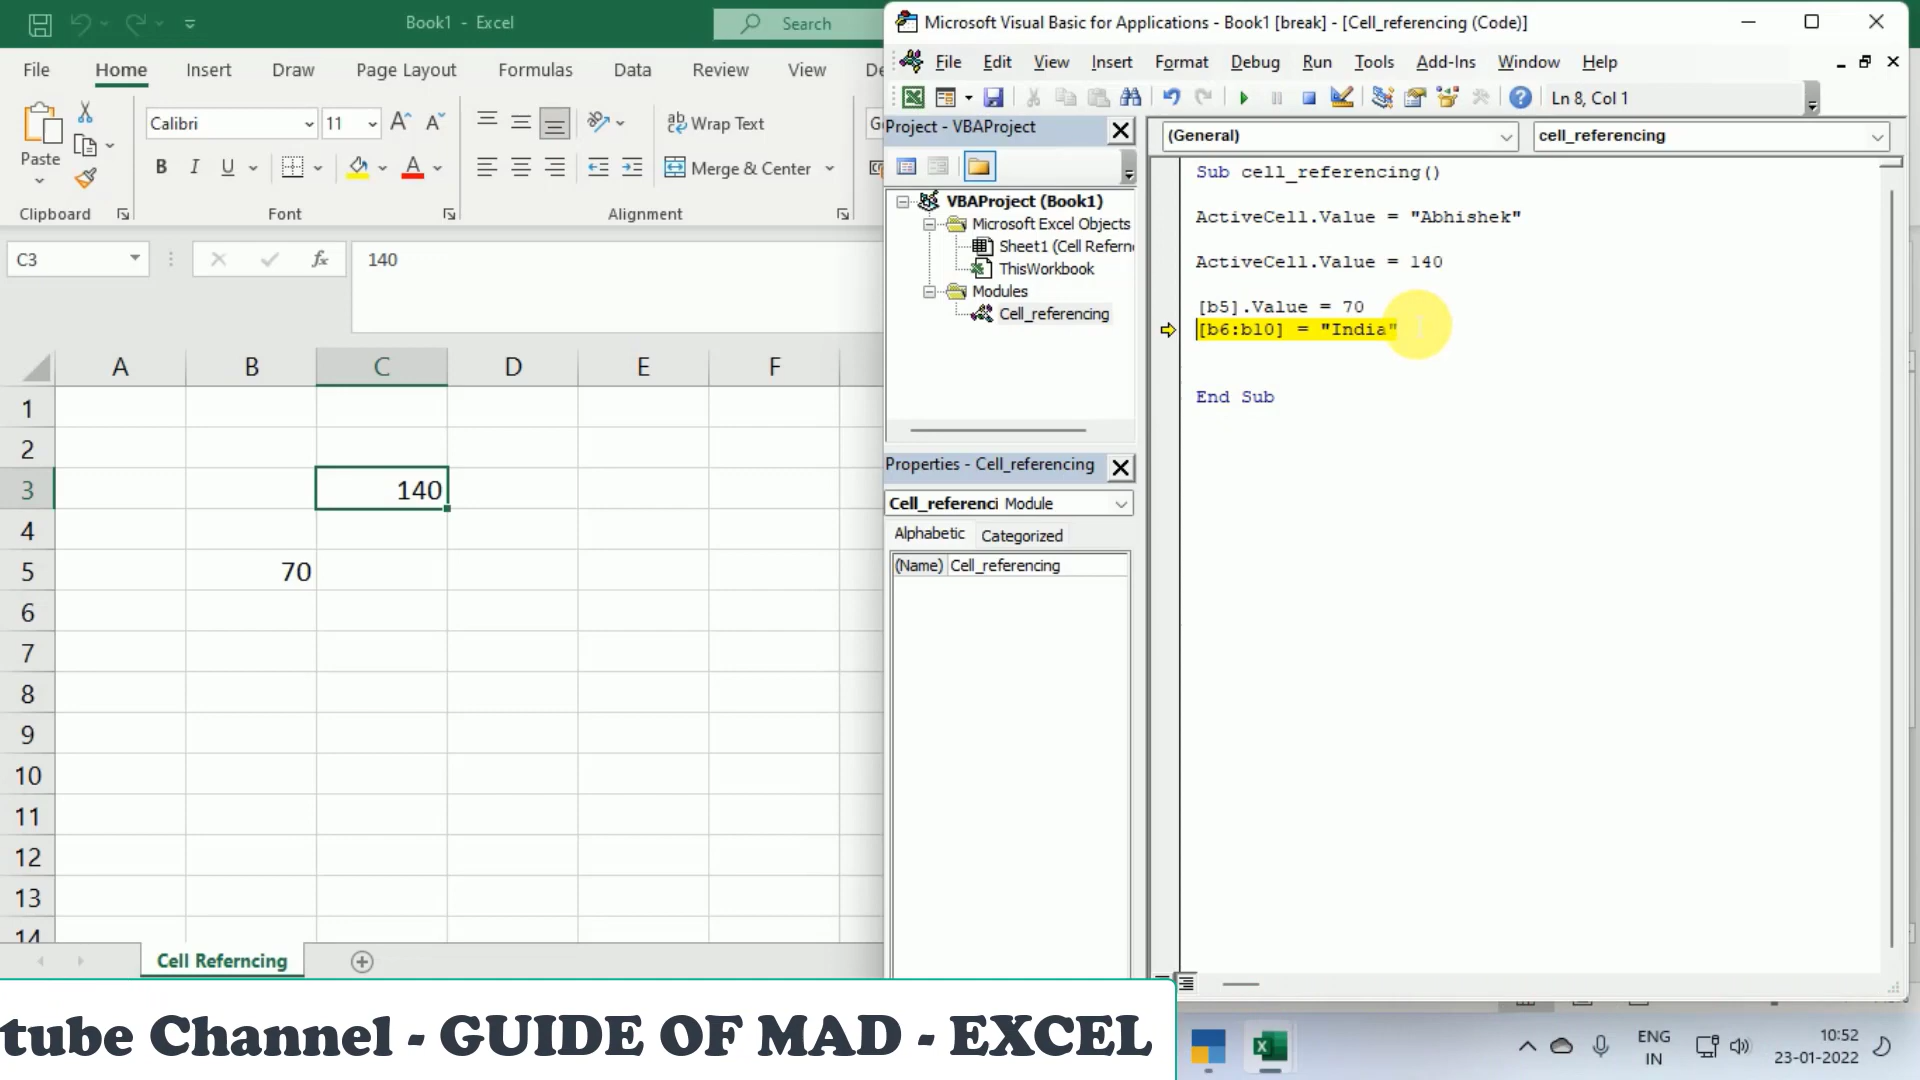 Book1 - Excel
Search
File Home Insert Draw Page Layout Formulas Data Review View De
Paste
Calibri 11
Wrap Text
Merge & Center
Clipboard Font Alignment
C3 fx 140
A B C D E F
1
2
3 140
4
5 70
6
7
8
9
10
11
12
13
14
Cell Referncing
Microsoft Visual Basic for Applications - Book1 [break] - [Cell_referencing (Code)]
File Edit View Insert Format Debug Run Tools Add-Ins Window Help
Ln 8, Col 1
Project - VBAProject
VBAProject (Book1)
Microsoft Excel Objects
Sheet1 (Cell Refern
ThisWorkbook
Modules
Cell_referencing
Properties - Cell_referencing
Cell_referenci Module
Alphabetic Categorized
(Name) Cell_referencing
(General) cell_referencing
Sub cell_referencing()
ActiveCell.Value = "Abhishek"
ActiveCell.Value = 140
[b5].Value = 70
[b6:b10] = "India"
End Sub
tube Channel - GUIDE OF MAD - EXCEL
ENG
IN
10:52
23-01-2022